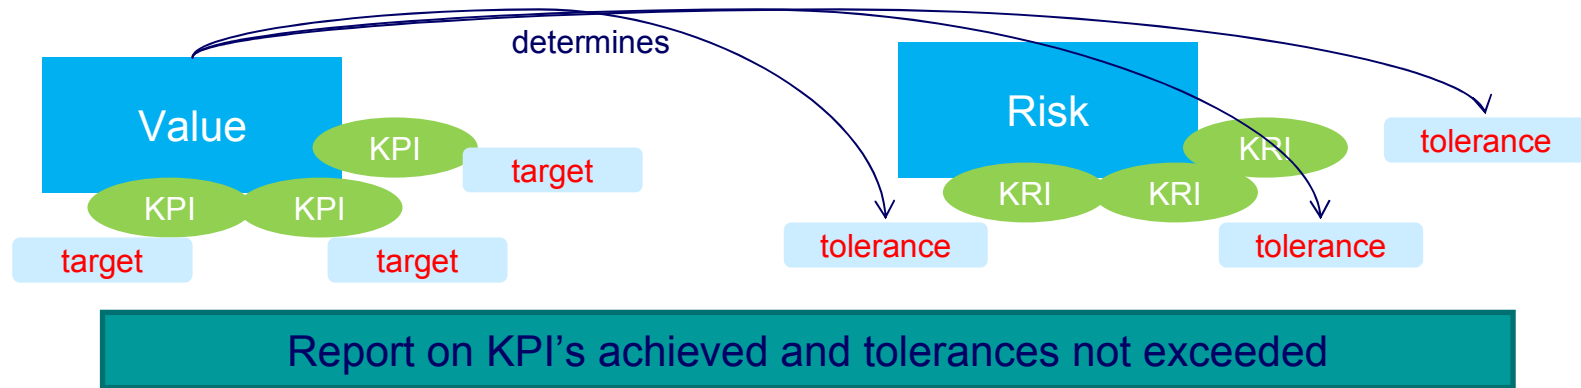 determines
Value
KPI
target
KPI
KPI
target
target
Risk
KRI
tolerance
KRI
KRI
tolerance
tolerance
Report on KPI’s achieved and tolerances not exceeded